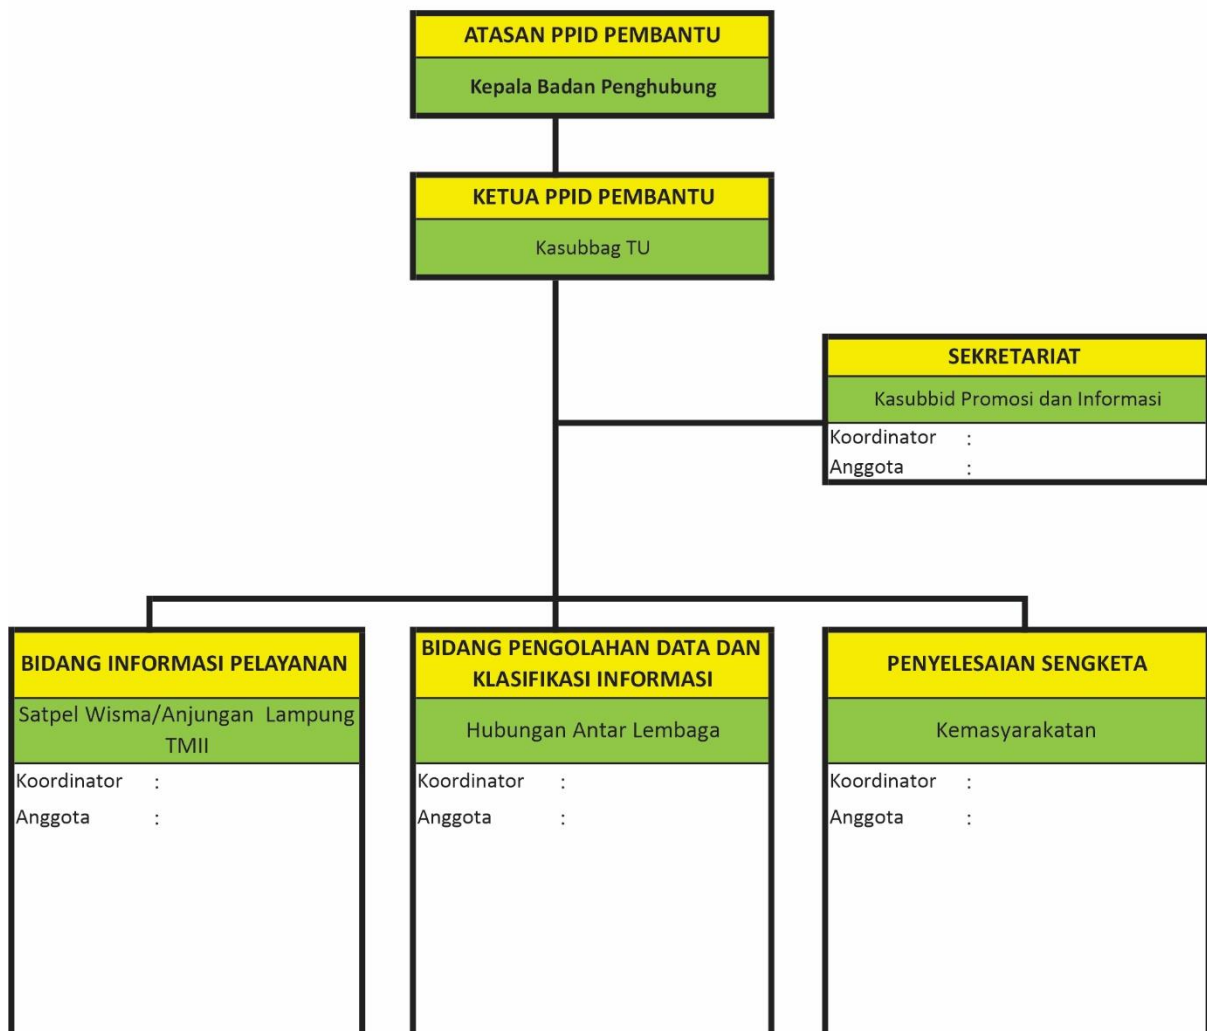 ATASAN PPID PEMBANTU
Kepala Badan Penghubung
KETUA PPID PEMBANTU
Kasubbag TU
SEKRETARIAT
Kasubbid Promosi dan Informasi
Koordinator :
Anggota :
BIDANG INFORMASI PELAYANAN
Satpel Wisma/Anjungan Lampung
TMII
Koordinator :
Anggota :
BIDANG PENGOLAHAN DATA DAN
KLASIFIKASI INFORMASI
Hubungan Antar Lembaga
Koordinator :
Anggota :
PENYELESAIAN SENGKETA
Kemasyarakatan
Koordinator :
Anggota :